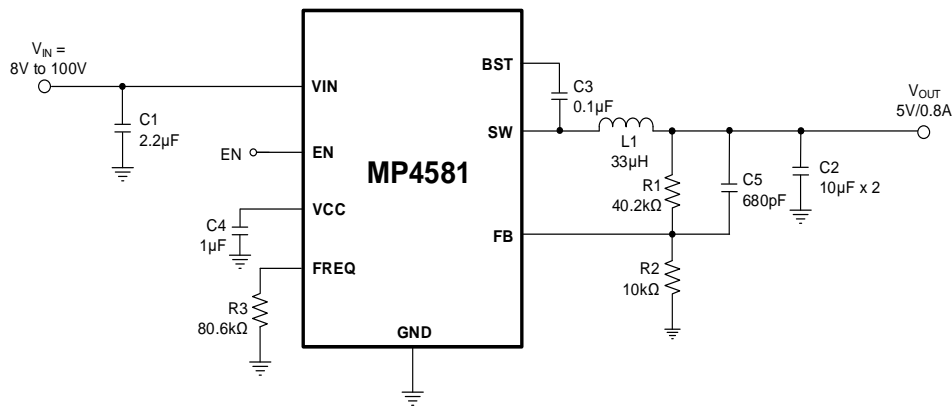 V_IN =
8V to 100V
C1
2.2µF
EN
C4
1µF
R3
80.6kΩ
VIN
EN
VCC
FREQ
MP4581
GND
BST
SW
FB
C3
0.1µF
L1
33µH
R1
40.2kΩ
C5
680pF
C2
10µF x 2
R2
10kΩ
V_OUT
5V/0.8A